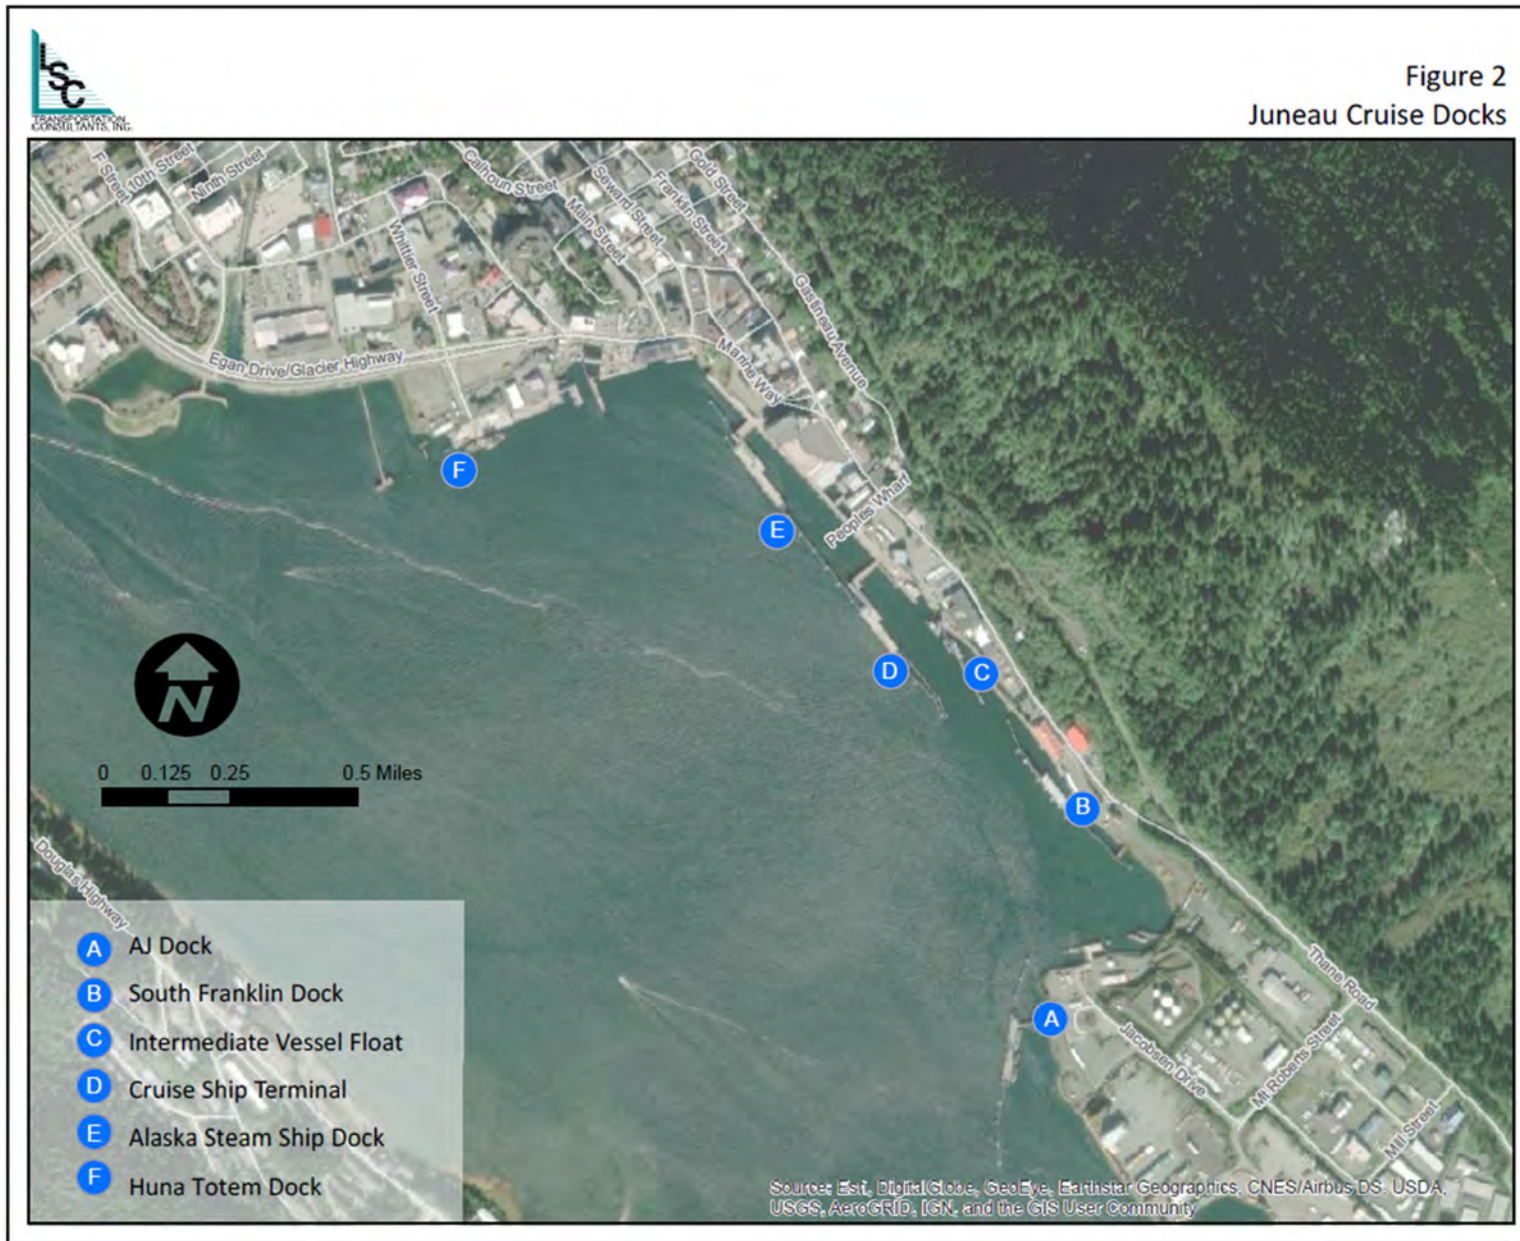 LSC
TRANSPORTATION
CONSULTANTS, INC.
Figure 2
Juneau Cruise Docks
F Street
10th Street
Ninth Street
Calhoun Street
Seward Street
Gold Street
Franklin Street
Main Street
Whittier Street
Gastineau Avenue
Egan Drive/Glacier Highway
Marine Way
Peoples Wharf
F
E
D
C
B
A
N
0 0.125 0.25 0.5 Miles
Douglas Highway
Thane Road
Jacobsen Drive
Mt Roberts Street
Mill Street
A AJ Dock
B South Franklin Dock
C Intermediate Vessel Float
D Cruise Ship Terminal
E Alaska Steam Ship Dock
F Huna Totem Dock
Source: Esri, DigitalGlobe, GeoEye, Earthstar Geographics, CNES/Airbus DS, USDA,
USGS, AeroGRID, IGN, and the GIS User Community